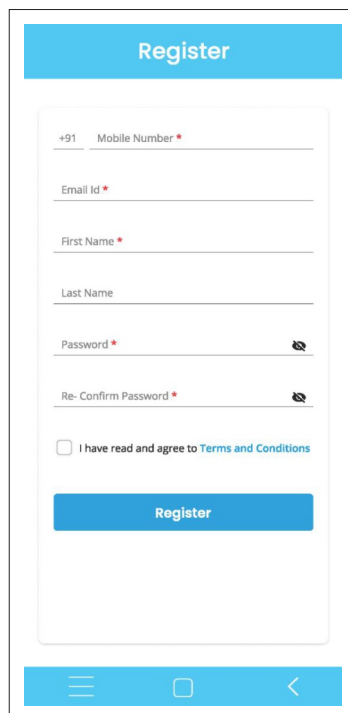 Register
+91 Mobile Number *
Email Id *
First Name *
Last Name
Password *
Re- Confirm Password *
I have read and agree to Terms and Conditions
Register